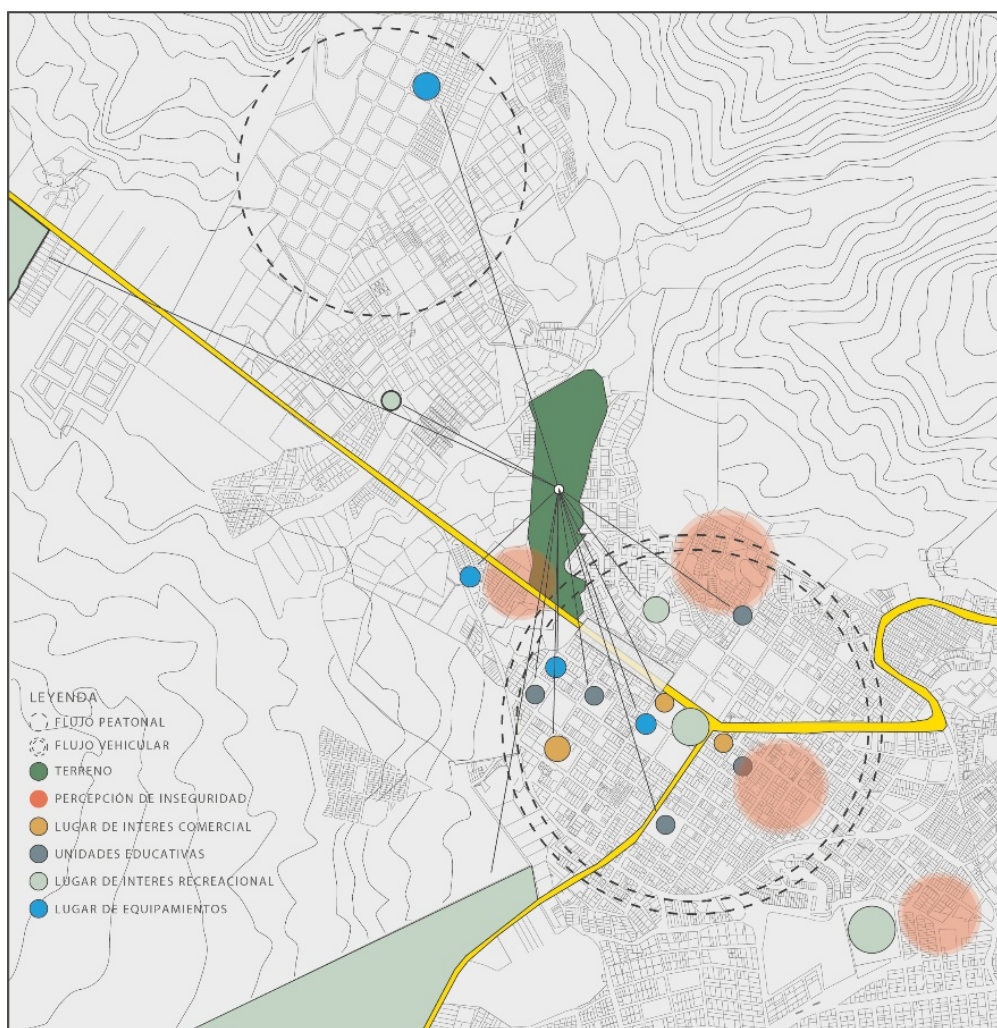 LEYENDA
FLUJO PEATONAL
FLUJO VEHICULAR
TERRENO
PERCEPCIÓN DE INSEGURIDAD
LUGAR DE INTERES COMERCIAL
UNIDADES EDUCATIVAS
LUGAR DE INTERES RECREACIONAL
LUGAR DE EQUIPAMIENTOS